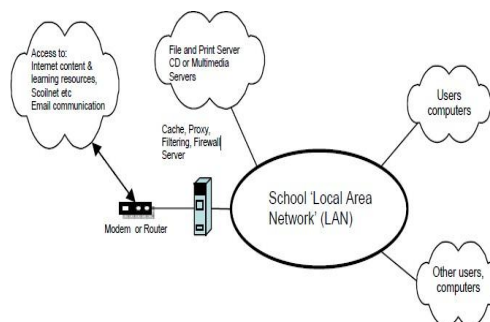 Access to:
Internet content &
learning resources,
Scoilnet etc
Email communication
File and Print Server
CD or Multimedia
Servers
Users
computers
Cache, Proxy,
Filtering, Firewall
Server
School 'Local Area
Network' (LAN)
Modem or Router
Other users,
computers